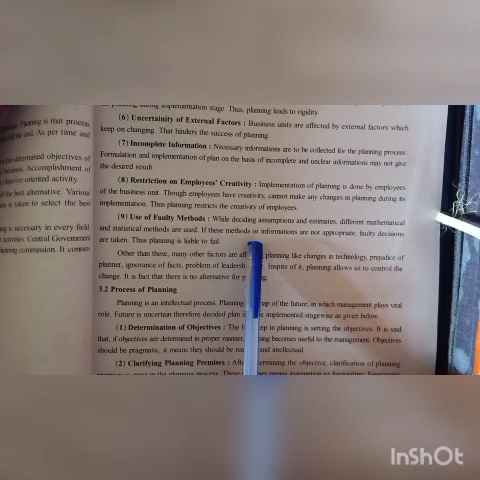 process
Planning is that process
the end. As per time and
pre-determined objectives of
success. Accomplishment of
objective oriented activity.
of the best alternative. Various
is taken to select the best
is necessary in every field
activities. Central Government
planning commission. It consists
during implementation stage. Thus, planning leads to rigidity.
(6) Uncertainity of External Factors : Business units are affected by external factors which
keep on changing. That hinders the success of planning.
(7) Incomplete Information : Necessary informations are to be collected for the planning process.
Formulation and implementation of plan on the basis of incomplete and unclear informations may not give
the desired result.
(8) Restriction on Employees' Creativity : Implementation of planning is done by employees
of the business unit. Though employees have creativity, cannot make any changes in planning during its
implementation. Thus planning restricts the creativity of employees.
(9) Use of Faulty Methods : While deciding assumptions and estimates, different mathematical
and statistical methods are used. If these methods or informations are not appropriate, faulty decisions
are taken. Thus planning is liable to fail.
Other than these, many other factors are planning like changes in technology, prejudice of
planner, ignorance of facts, problem of Inspite of it, planning allows us to control the
change. It is fact that there is no alternative for
3.2 Process of Planning
Planning is an intellectual process. Planning of the future, in which management plays vital
role. Future is uncertain therefore decided plan implemented stagewise as given below.
(1) Determination of Objectives : The in planning is setting the objectives. It is said
that, if objectives are determined in proper manner, becomes useful to the management. Objectives
should be pragmatic, it means they should be and intellectual.
(2) Clarifying Planning Premises : the objective, clarification of planning
in the planning process. These means assumption or forecasting.
InShOt